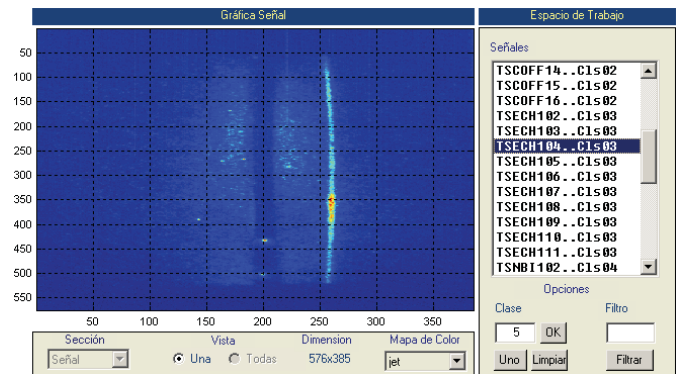 Gráfica Señal
50
100
150
200
250
300
350
400
450
500
550
50 100 150 200 250 300 350
Sección Vista Dimension Mapa de Color
Señal Una Todas 576x385 jet
Espacio de Trabajo
Señales
TSCOFF14..Cls02
TSCOFF15..Cls02
TSCOFF16..Cls02
TSECH102..Cls03
TSECH103..Cls03
TSECH104..Cls03
TSECH105..Cls03
TSECH106..Cls03
TSECH107..Cls03
TSECH108..Cls03
TSECH109..Cls03
TSECH110..Cls03
TSECH111..Cls03
TSNBI102..Cls04
Opciones
Clase Filtro
5 OK
Uno Limpiar Filtrar